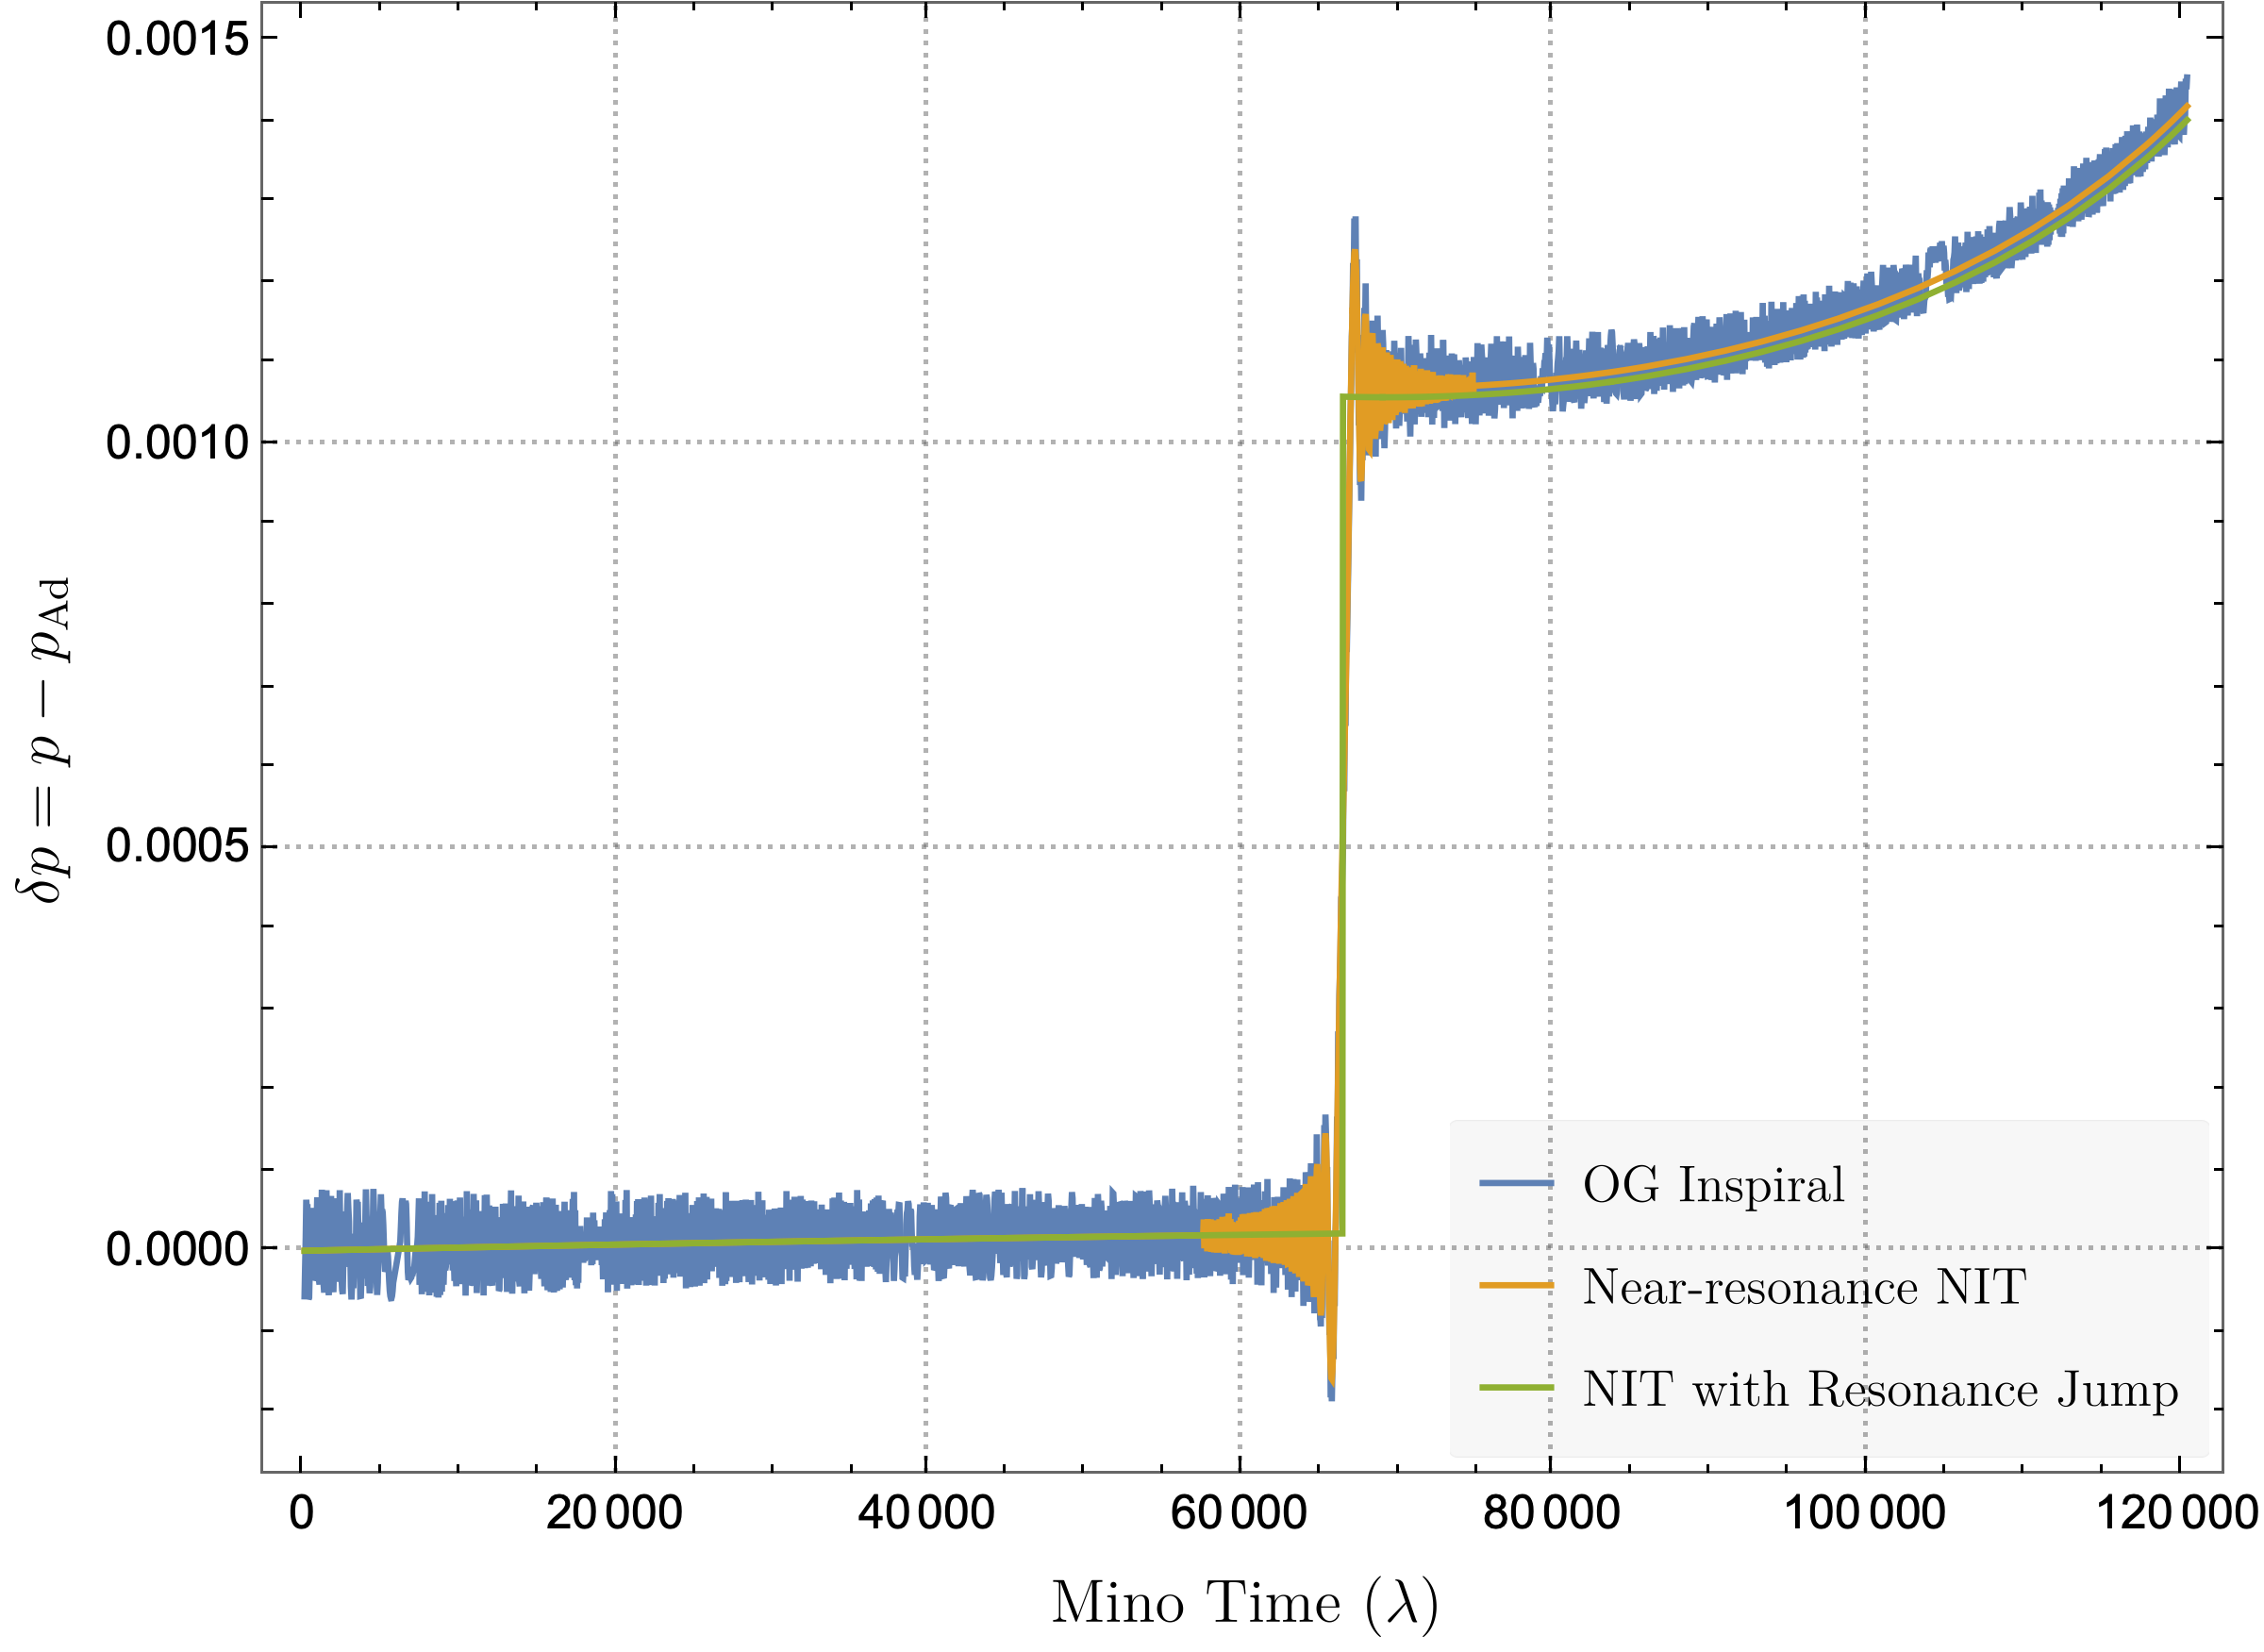 0.0015
0.0010
0.0005
0.0000
δp = p − p_Ad
OG Inspiral
Near-resonance NIT
NIT with Resonance Jump
0 20 000 40 000 60 000 80 000 100 000 120 000
Mino Time (λ)